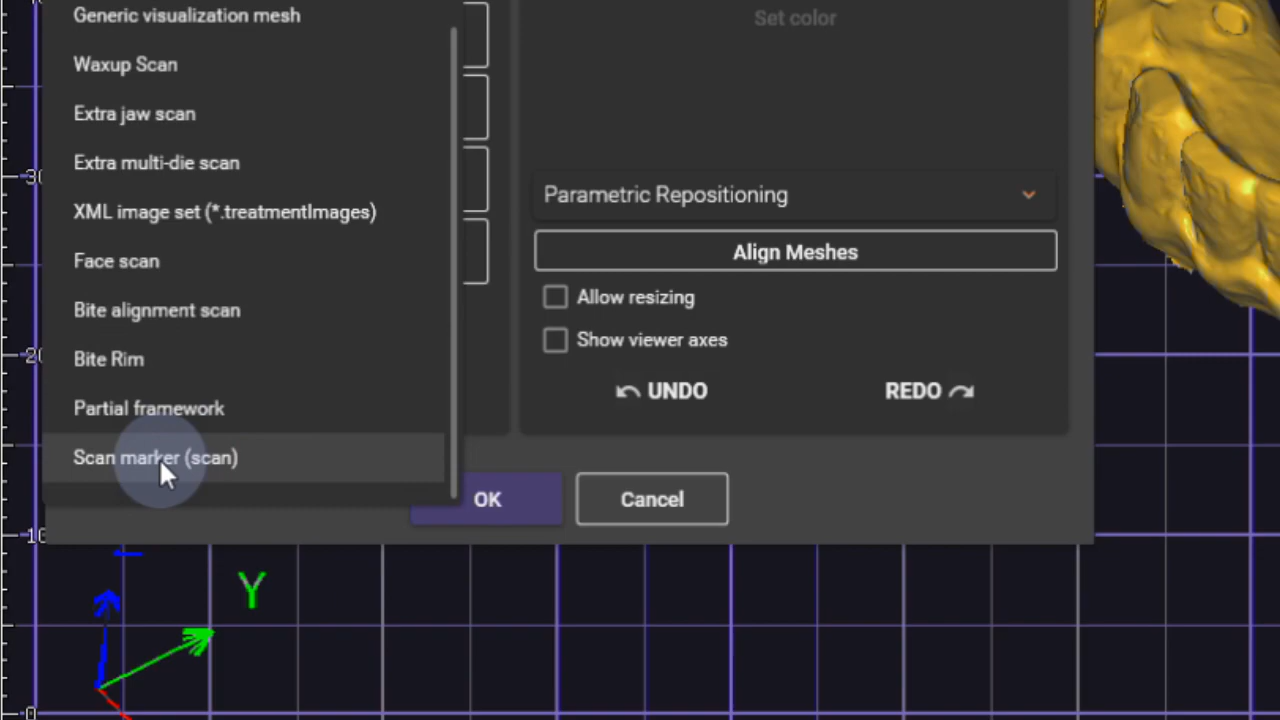 Generic visualization mesh
Waxup Scan
Extra jaw scan
Extra multi-die scan
XML image set (*.treatmentImages)
Face scan
Bite alignment scan
Bite Rim
Partial framework
Scan marker (scan)
Set color
Parametric Repositioning
Align Meshes
Allow resizing
Show viewer axes
UNDO
REDO
OK
Cancel
Y
0